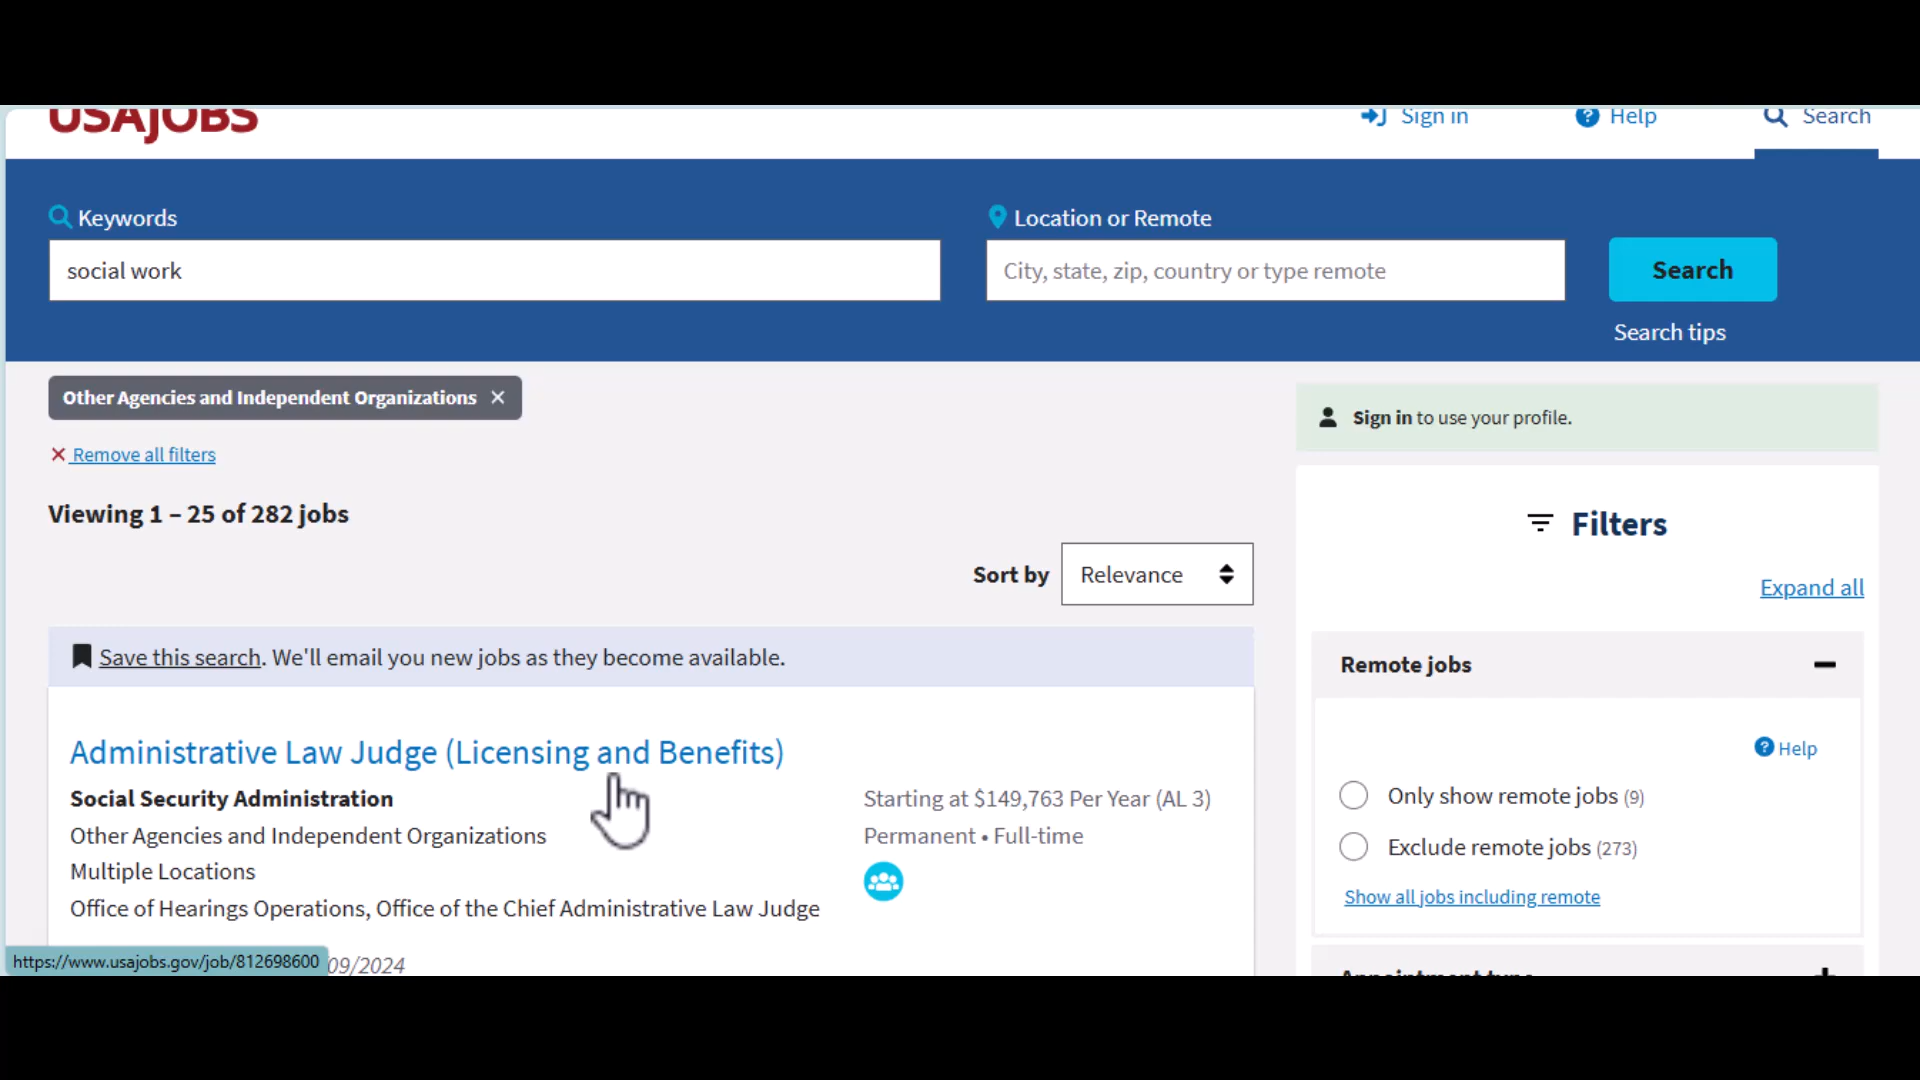 USAJOBS
Sign in
Help
Search
Keywords
Location or Remote
social work
City, state, zip, country or type remote
Search
Search tips
Other Agencies and Independent Organizations
Remove all filters
Sign in to use your profile.
Viewing 1 – 25 of 282 jobs
Filters
Sort by
Relevance
Expand all
Save this search. We'll email you new jobs as they become available.
Remote jobs
Administrative Law Judge (Licensing and Benefits)
Help
Social Security Administration
Starting at $149,763 Per Year (AL 3)
Only show remote jobs (9)
Other Agencies and Independent Organizations
Permanent • Full-time
Exclude remote jobs (273)
Multiple Locations
Show all jobs including remote
Office of Hearings Operations, Office of the Chief Administrative Law Judge
https://www.usajobs.gov/job/812698600
09/2024
Appointment type